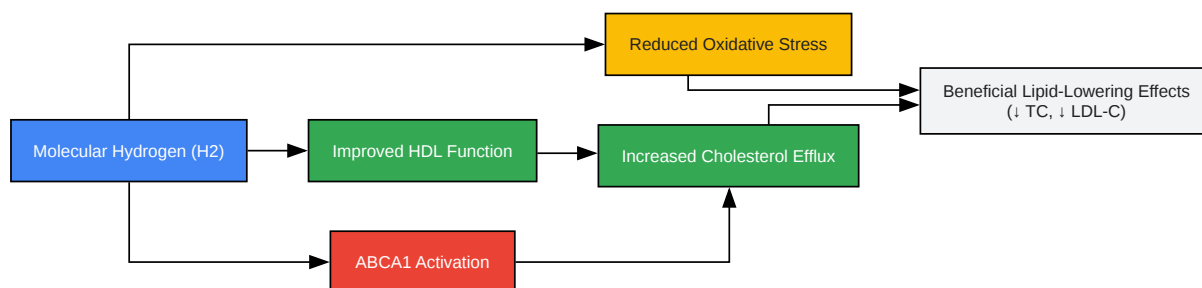 Reduced Oxidative Stress
Beneficial Lipid-Lowering Effects
(↓ TC, ↓ LDL-C)
Molecular Hydrogen (H2)
Improved HDL Function
Increased Cholesterol Efflux
ABCA1 Activation